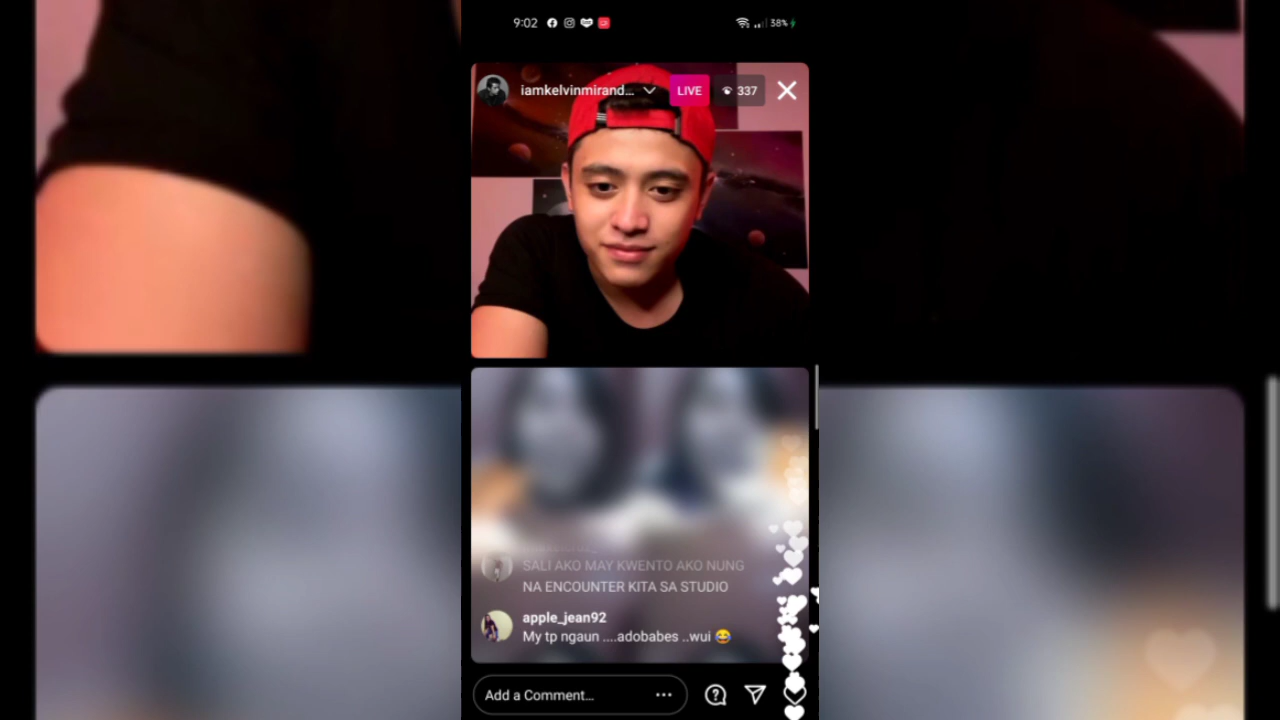 9:02
38%
iamkelvinmirand...
LIVE
337
SALI AKO MAY KWENTO AKO NUNG
NA ENCOUNTER KITA SA STUDIO
apple_jean92
My tp ngaun ....adobabes ..wui 😂
Add a Comment...